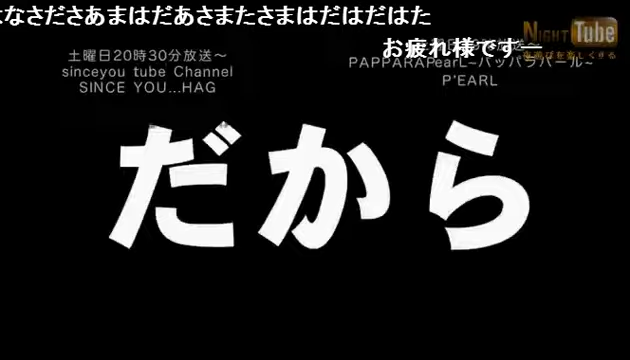 なさださあまはだあさまたさまはだはだはた
NIGHT Tube
お疲れ様ですー
土曜日20時30分放送～
sinceyou tube Channel
SINCE YOU...HAG
PAPPARAPearL~パッパラパール~
P'EARL
だから